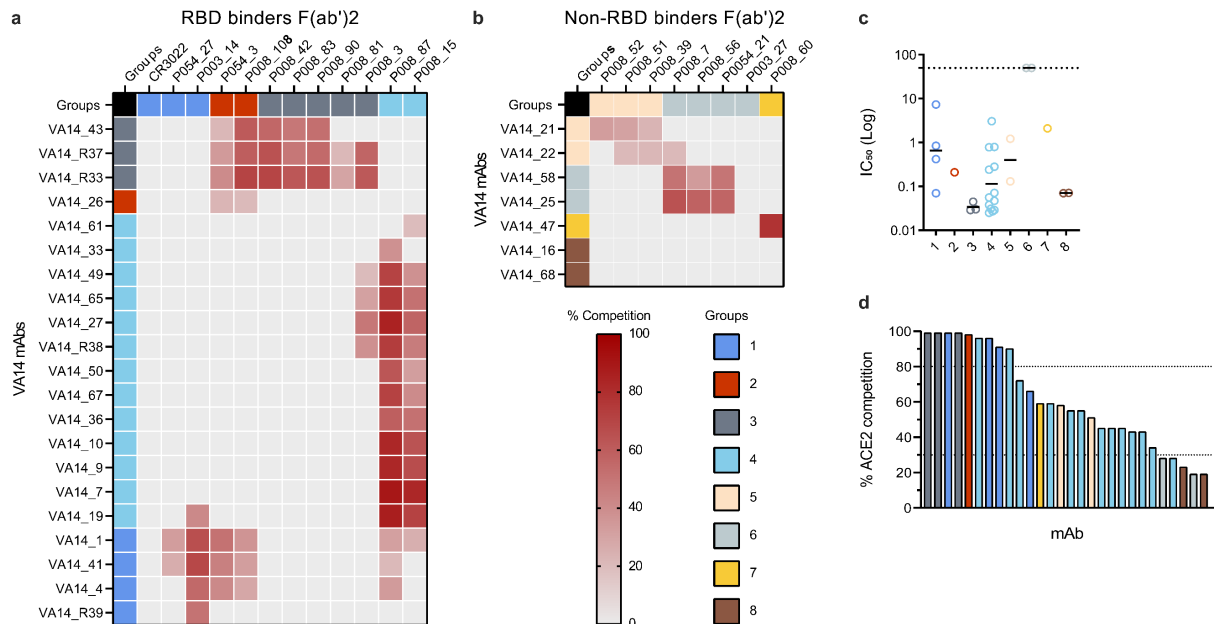 a
RBD binders F(ab')2
Groups
CR3022
P054_27
P003_14
P054_3
P008_108
P008_42
P008_83
P008_90
P008_81
P008_3
P008_87
P008_15
Groups
VA14_43
VA14_R37
VA14_R33
VA14_26
VA14_61
VA14_33
VA14_49
VA14_65
VA14_27
VA14_R38
VA14_50
VA14_67
VA14_36
VA14_10
VA14_9
VA14_7
VA14_19
VA14_1
VA14_41
VA14_4
VA14_R39
VA14 mAbs
b
Non-RBD binders F(ab')2
Groups
P008_52
P008_51
P008_39
P008_7
P008_56
P0054_21
P003_27
P008_60
Groups
VA14_21
VA14_22
VA14_58
VA14_25
VA14_47
VA14_16
VA14_68
VA14 mAbs
% Competition
100
80
60
40
20
0
Groups
1
2
3
4
5
6
7
8
c
IC₅₀ (Log)
100
10
1
0.1
0.01
1
2
3
4
5
6
7
8
d
% ACE2 competition
100
80
60
40
20
0
mAb